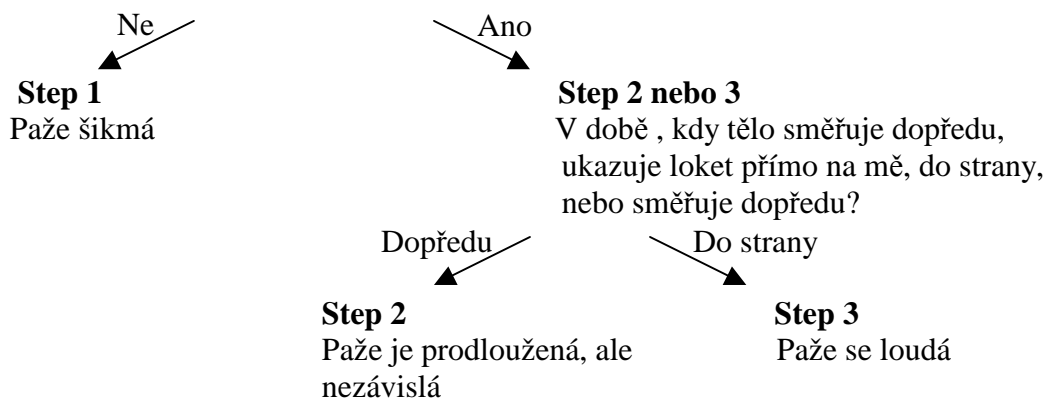 Ne Ano
Step 1 Step 2 nebo 3
Paže šikmá V době , kdy tělo směřuje dopředu,
ukazuje loket přímo na mě, do strany,
nebo směřuje dopředu?
Dopředu Do strany
Step 2 Step 3
Paže je prodloužená, ale Paže se loudá
nezávislá